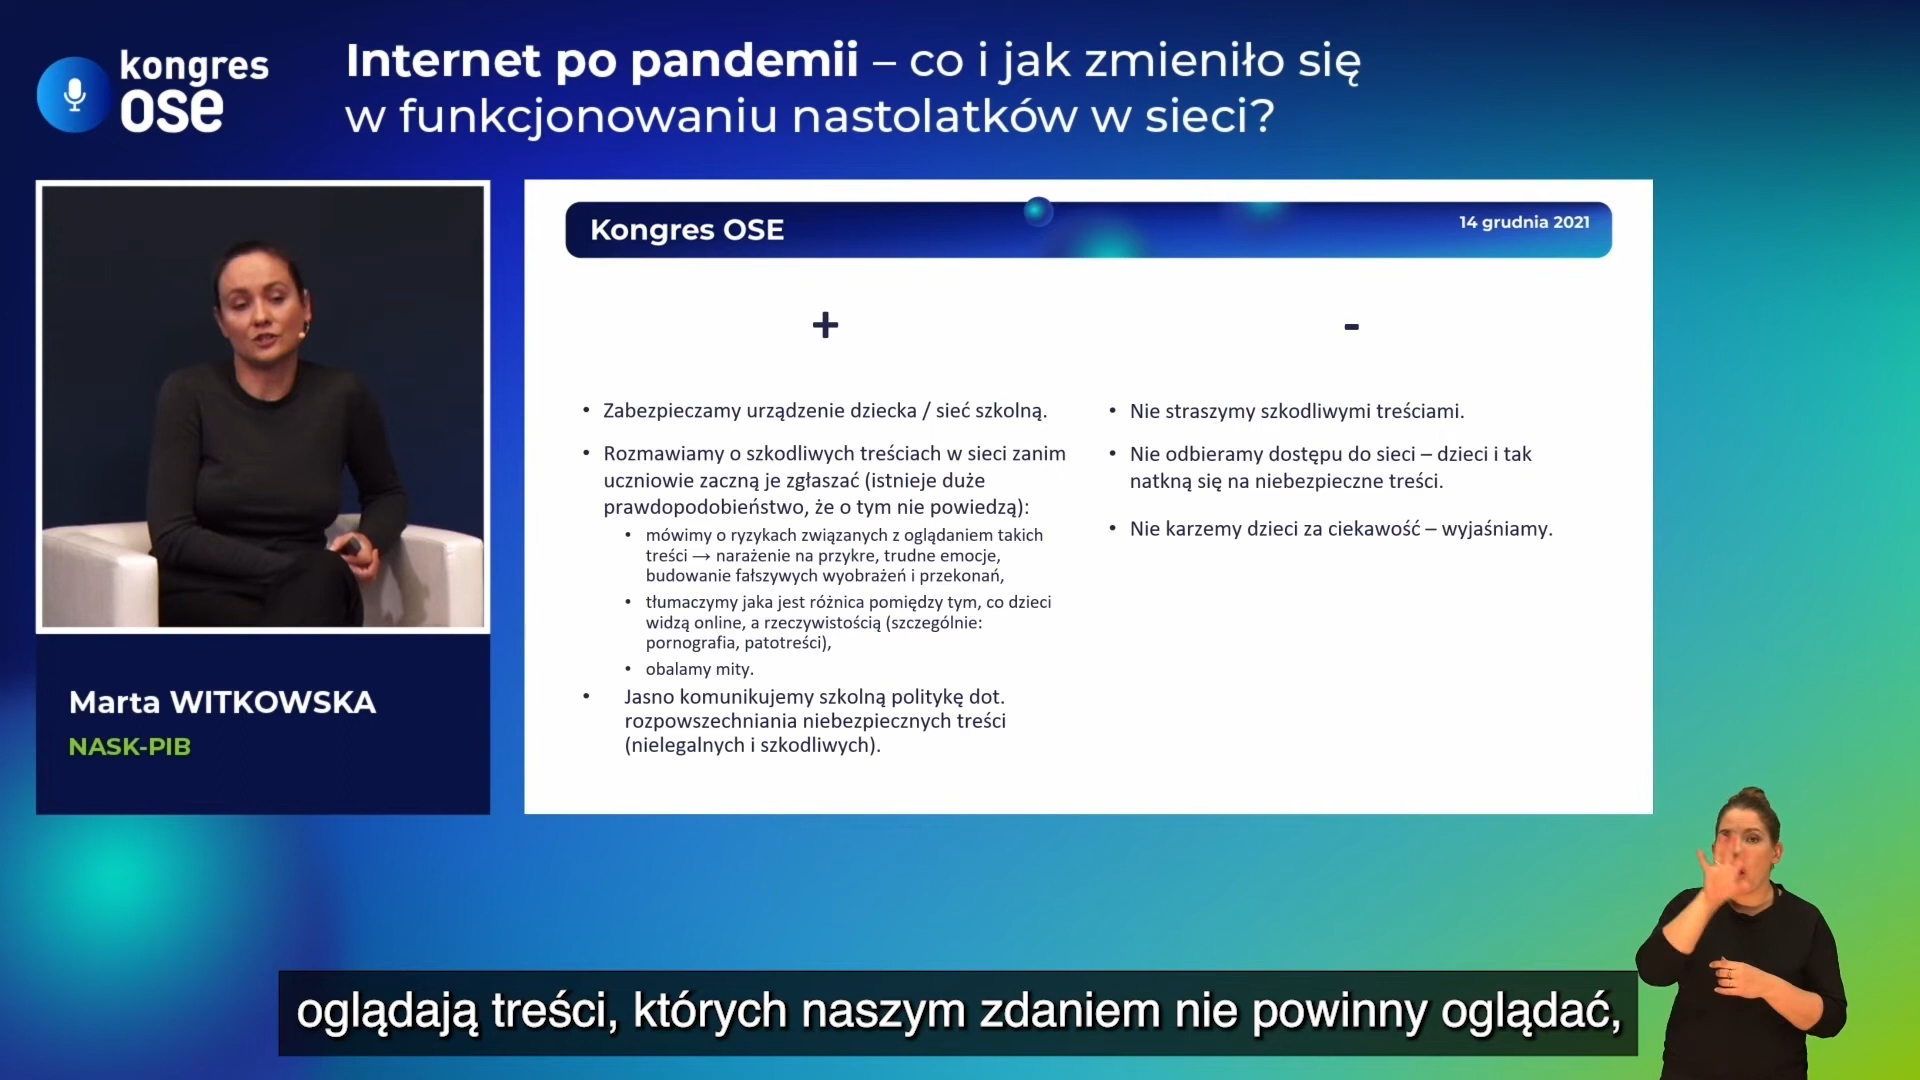 kongres
ose
Internet po pandemii – co i jak zmieniło się
w funkcjonowaniu nastolatków w sieci?
Kongres OSE
14 grudnia 2021
+
-
• Zabezpieczamy urządzenie dziecka / sieć szkolną.
• Rozmawiamy o szkodliwych treściach w sieci zanim
uczniowie zaczną je zgłaszać (istnieje duże
prawdopodobieństwo, że o tym nie powiedzą):
• mówimy o ryzykach związanych z oglądaniem takich
treści → narażenie na przykre, trudne emocje,
budowanie fałszywych wyobrażeń i przekonań,
• tłumaczymy jaka jest różnica pomiędzy tym, co dzieci
widzą online, a rzeczywistością (szczególnie:
pornografia, patotreści),
• obalamy mity.
• Jasno komunikujemy szkolną politykę dot.
rozpowszechniania niebezpiecznych treści
(nielegalnych i szkodliwych).
• Nie straszymy szkodliwymi treściami.
• Nie odbieramy dostępu do sieci – dzieci i tak
natkną się na niebezpieczne treści.
• Nie karzemy dzieci za ciekawość – wyjaśniamy.
Marta WITKOWSKA
NASK-PIB
oglądają treści, których naszym zdaniem nie powinny oglądać,